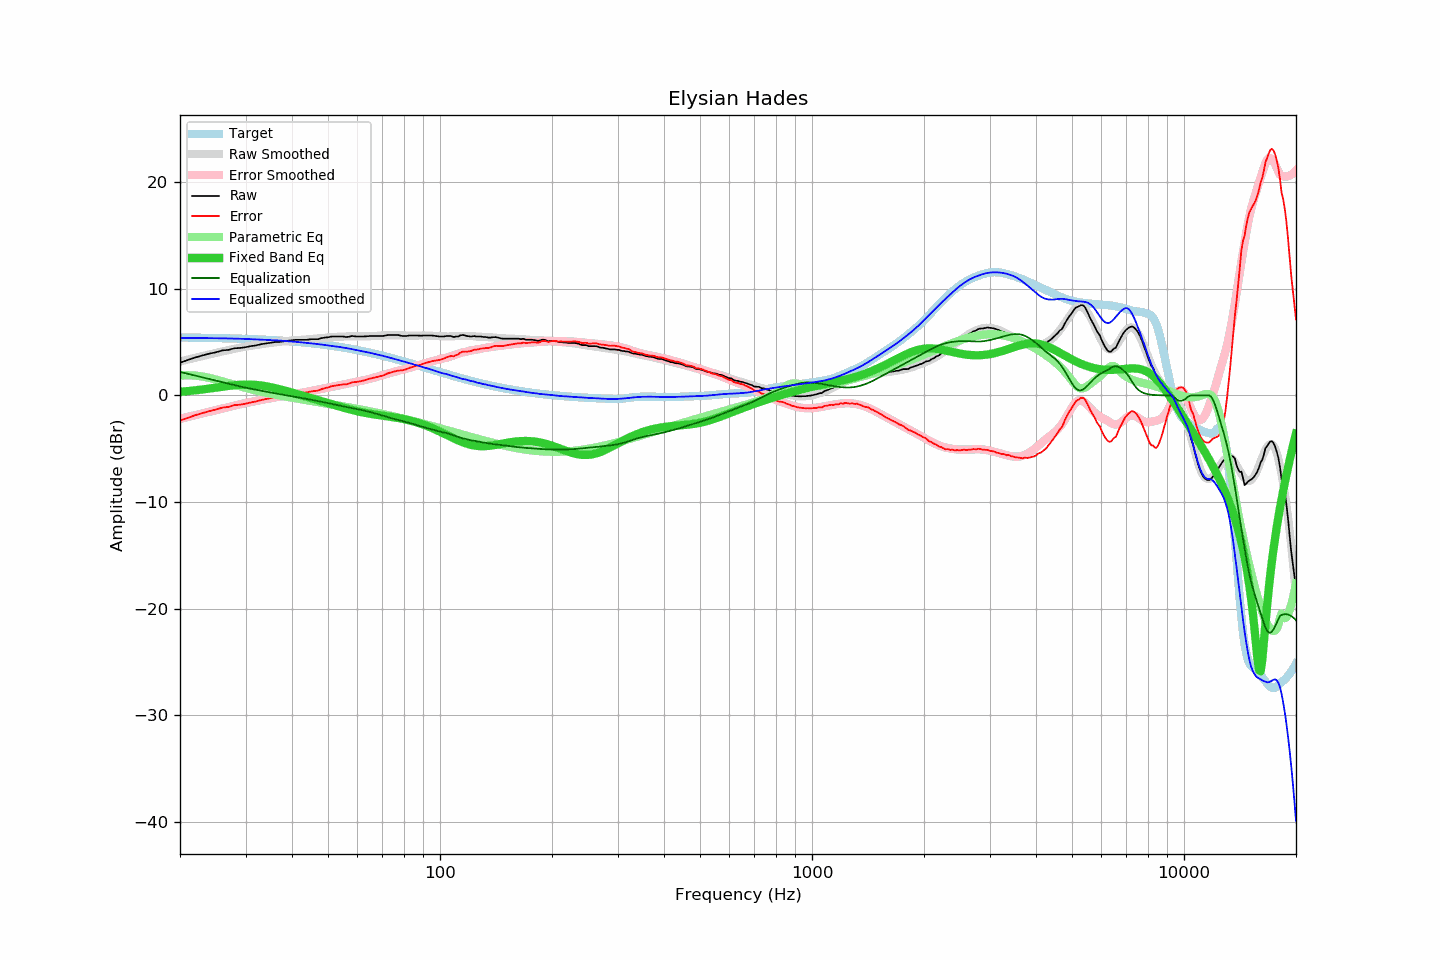 Elysian Hades
Target
Raw Smoothed
Error Smoothed
Raw
Error
Parametric Eq
Fixed Band Eq
Equalization
Equalized smoothed
20
10
0
−10
−20
−30
−40
Amplitude (dBr)
100
1000
10000
Frequency (Hz)